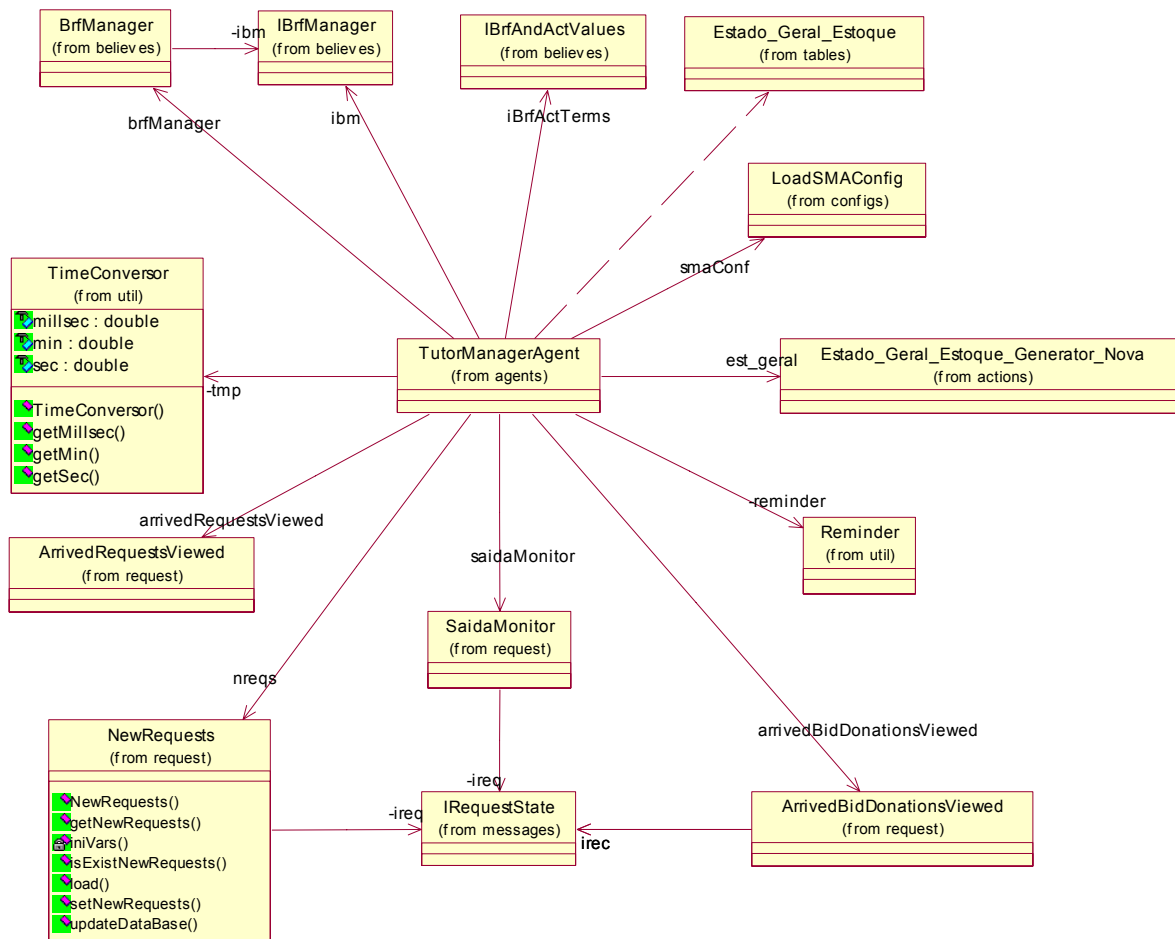 BrfManager
(from believes)
-ibm
IBrfManager
(from believes)
IBrfAndActValues
(from believes)
Estado_Geral_Estoque
(from tables)
brfManager
ibm
iBrfActTerms
LoadSMAConfig
(from configs)
smaConf
TimeConversor
(from util)
millsec : double
min : double
sec : double
TimeConversor()
getMillsec()
getMin()
getSec()
-tmp
TutorManagerAgent
(from agents)
est_geral
Estado_Geral_Estoque_Generator_Nova
(from actions)
arrivedRequestsViewed
ArrivedRequestsViewed
(from request)
saidaMonitor
-reminder
Reminder
(from util)
SaidaMonitor
(from request)
nreqs
arrivedBidDonationsViewed
NewRequests
(from request)
NewRequests()
getNewRequests()
iniVars()
isExistNewRequests()
load()
setNewRequests()
updateDataBase()
-ireq
-ireq
IRequestState
(from messages)
irec
ArrivedBidDonationsViewed
(from request)